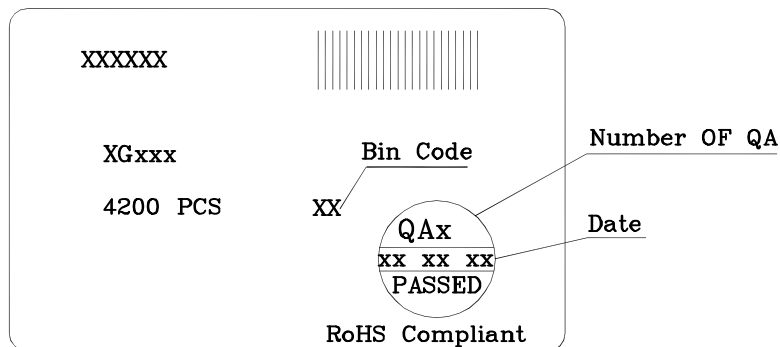 XXXXXX
Number OF QA
XGxxx
Bin Code
4200 PCS
XX
Date
QAx
xx xx xx
PASSED
RoHS Compliant